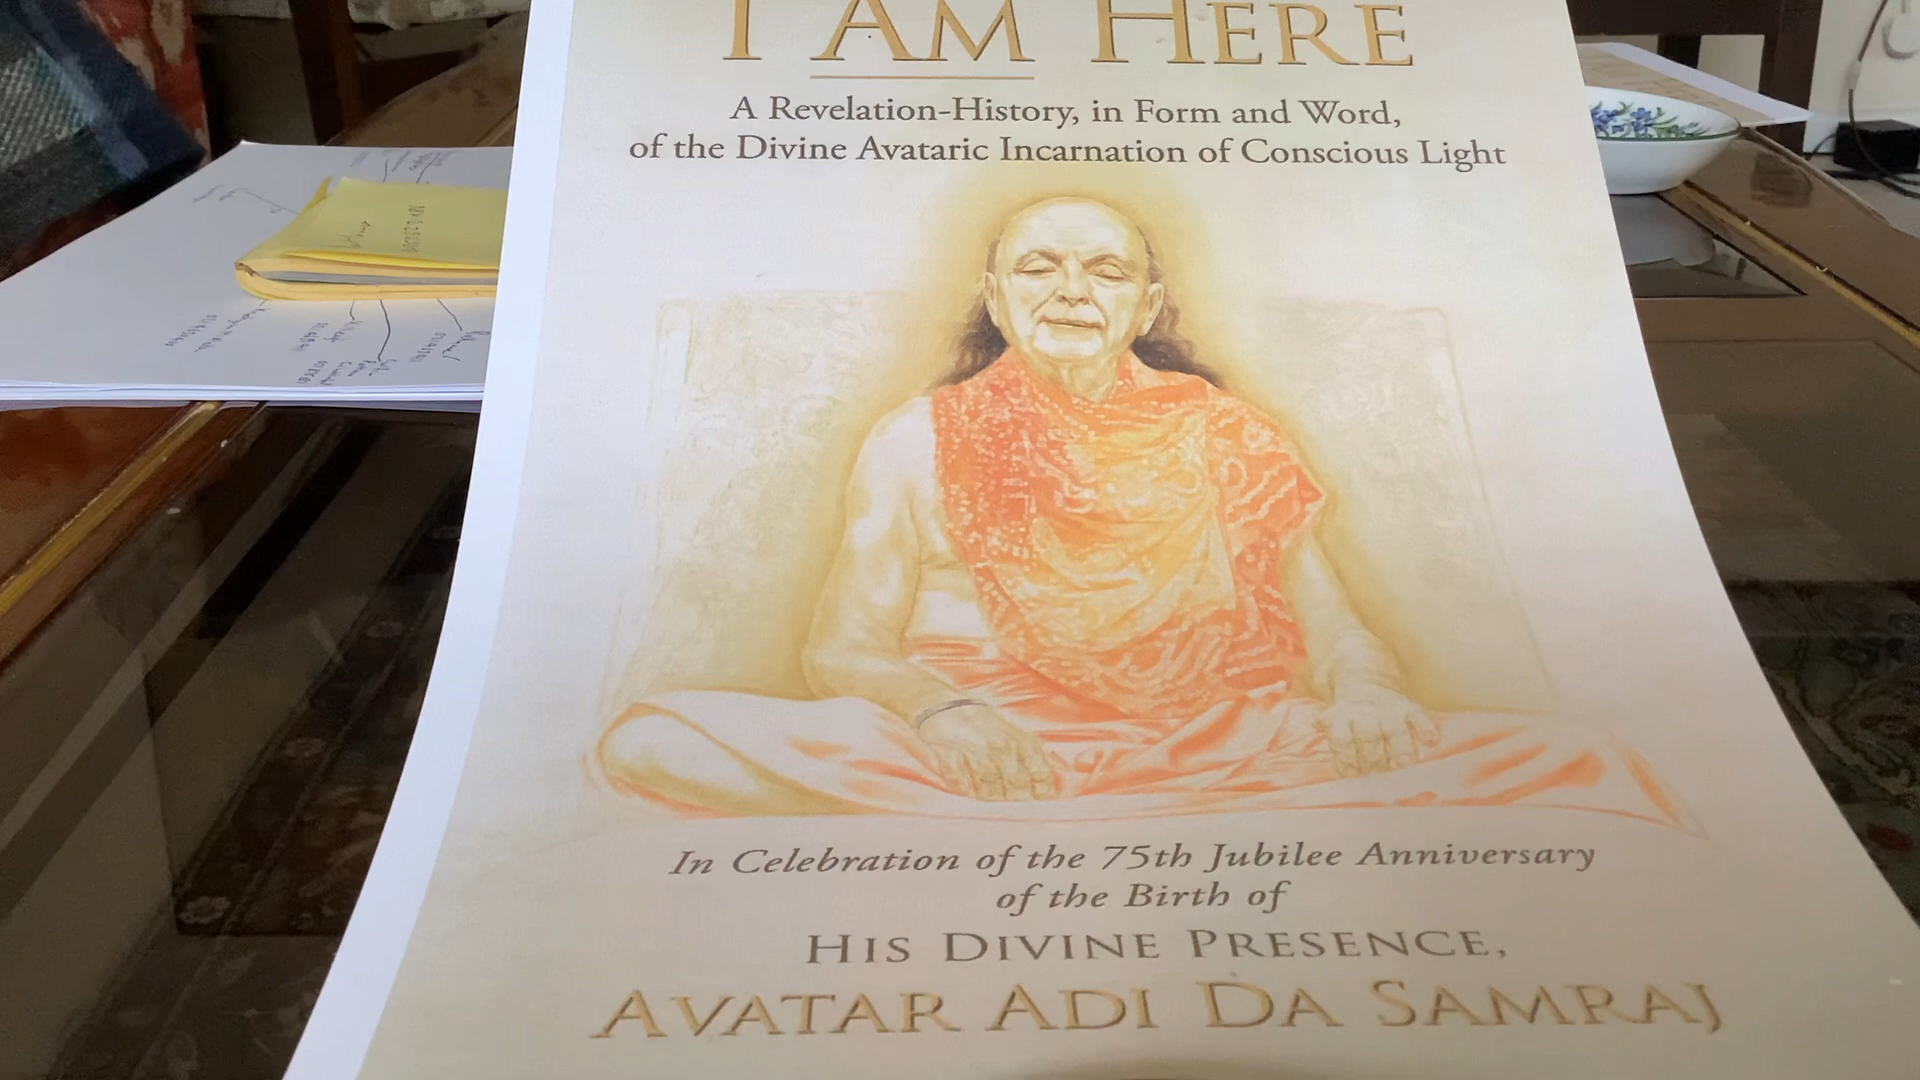 I AM HERE
A Revelation-History, in Form and Word,
of the Divine Avataric Incarnation of Conscious Light
In Celebration of the 75th Jubilee Anniversary
of the Birth of
HIS DIVINE PRESENCE,
AVATAR ADI DA SAMRAJ